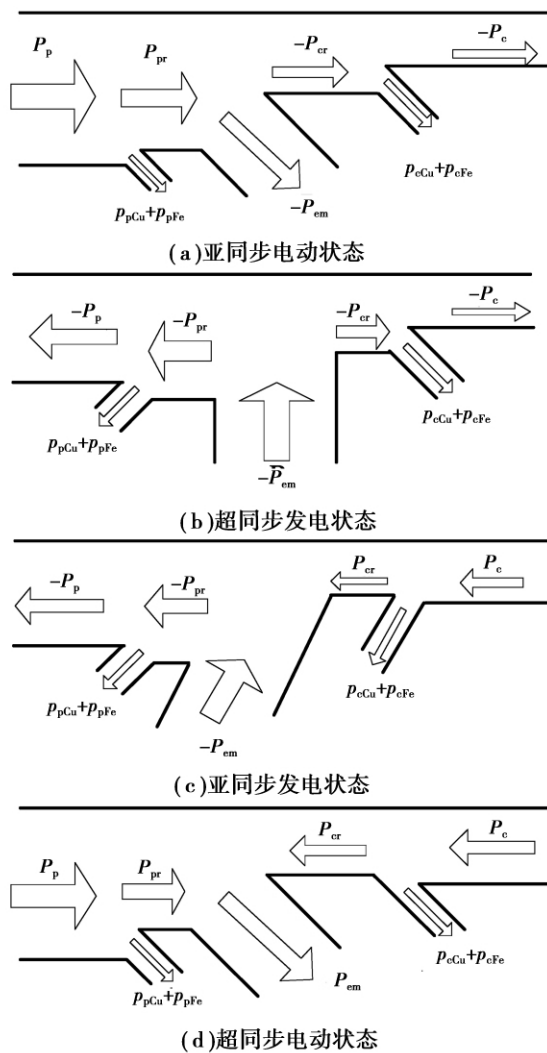 P_p P_pr -P_cr -P_c
p_pCu+p_pFe -P_em p_cCu+p_cFe
(a)亚同步电动状态
-P_p -P_pr -P_cr -P_c
p_pCu+p_pFe -P_em p_cCu+p_cFe
(b)超同步发电状态
-P_p -P_pr P_cr P_c
p_pCu+p_pFe -P_em p_cCu+p_cFe
(c)亚同步发电状态
P_p P_pr P_cr P_c
p_pCu+p_pFe P_em p_cCu+p_cFe
(d)超同步电动状态